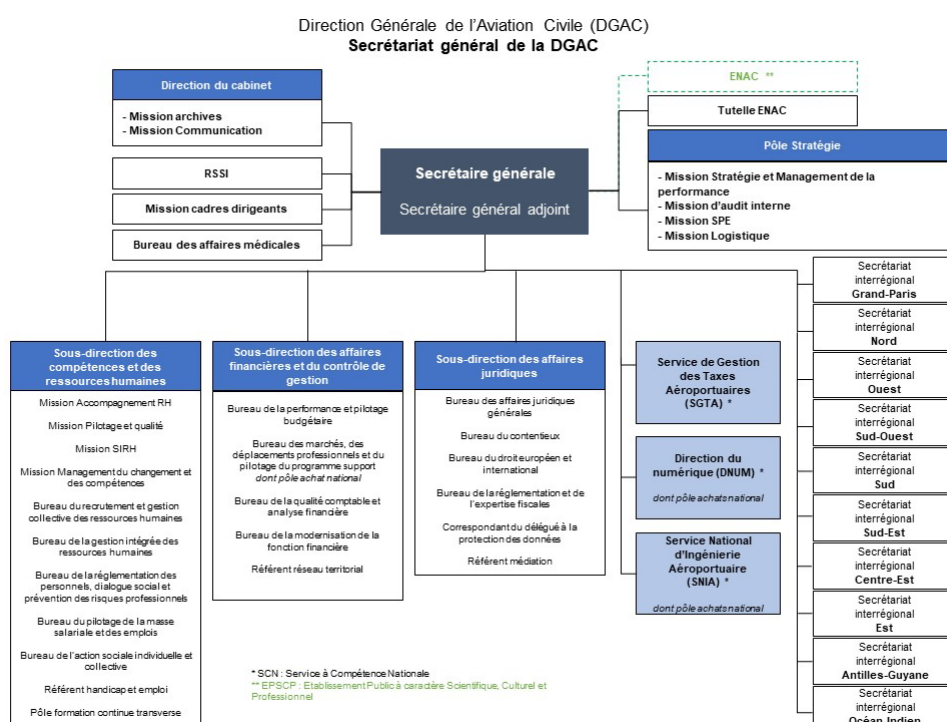 Direction Générale de l'Aviation Civile (DGAC)
Secrétariat général de la DGAC
Direction du cabinet
- Mission archives
- Mission Communication
RSSI
Mission cadres dirigeants
Bureau des affaires médicales
Secrétaire générale
Secrétaire général adjoint
ENAC **
Tutelle ENAC
Pôle Stratégie
- Mission Stratégie et Management de la
performance
- Mission d'audit interne
- Mission SPE
- Mission Logistique
Sous-direction des
compétences et des
ressources humaines
Mission Accompagnement RH
Mission Pilotage et qualité
Mission SIRH
Mission Management du changement et
des compétences
Bureau du recrutement et gestion
collective des ressources humaines
Bureau de la gestion intégrée des
ressources humaines
Bureau de la réglementation des
personnels, dialogue social et
prévention des risques professionnels
Bureau du pilotage de la masse
salariale et des emplois
Bureau de l'action sociale individuelle et
collective
Référent handicap et emploi
Pôle formation continue transverse
Sous-direction des affaires
financières et du contrôle de
gestion
Bureau de la performance et pilotage
budgétaire
Bureau des marchés, des
déplacements professionnels et du
pilotage du programme support
dont pôle achat national
Bureau de la qualité comptable et
analyse financière
Bureau de la modernisation de la
fonction financière
Référent réseau territorial
Sous-direction des affaires
juridiques
Bureau des affaires juridiques
générales
Bureau du contentieux
Bureau du droit européen et
international
Bureau de la réglementation et de
l'expertise fiscales
Correspondant du délégué à la
protection des données
Référent médiation
Service de Gestion
des Taxes
Aéroportuaires
(SGTA) *
Direction du
numérique (DNUM) *
dont pôle achats national
Service National
d'Ingénierie
Aéroportuaire
(SNIA) *
dont pôle achats national
Secrétariat
interrégional
Grand-Paris
Secrétariat
interrégional
Nord
Secrétariat
interrégional
Ouest
Secrétariat
interrégional
Sud-Ouest
Secrétariat
interrégional
Sud
Secrétariat
interrégional
Sud-Est
Secrétariat
interrégional
Centre-Est
Secrétariat
interrégional
Est
Secrétariat
interrégional
Antilles-Guyane
Secrétariat
interrégional
Océan Indien
* SCN : Service à Compétence Nationale
** EPSCP : Etablissement Public à caractère Scientifique, Culturel et
Professionnel